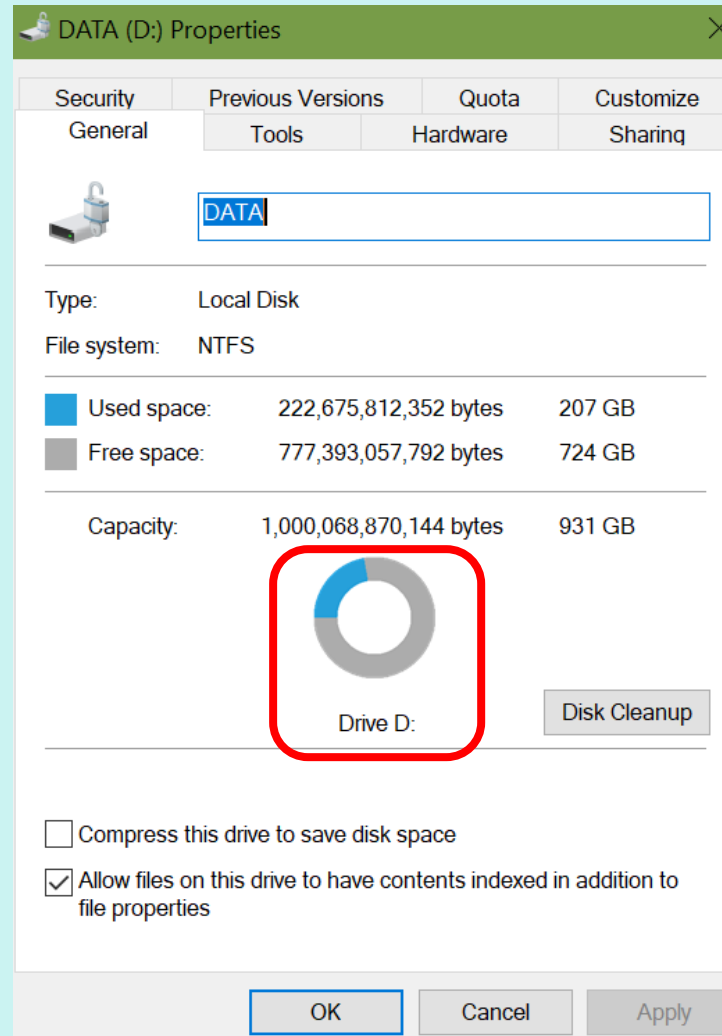 DATA (D:) Properties
Security Previous Versions Quota Customize
General Tools Hardware Sharing
DATA
Type: Local Disk
File system: NTFS
Used space: 222,675,812,352 bytes 207 GB
Free space: 777,393,057,792 bytes 724 GB
Capacity: 1,000,068,870,144 bytes 931 GB
Drive D:
Disk Cleanup
Compress this drive to save disk space
Allow files on this drive to have contents indexed in addition to
file properties
OK Cancel Apply